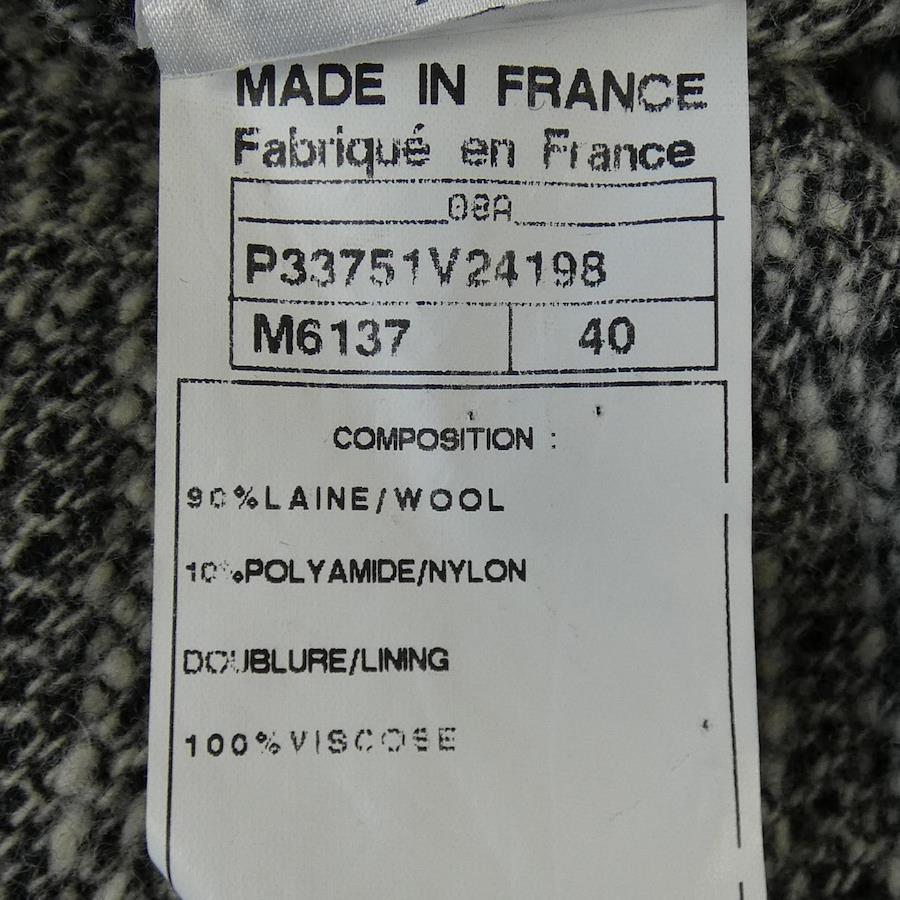 MADE IN FRANCE
Fabriqué en France
08A
P33751V24198
M6137 40
COMPOSITION :
90%LAINE/WOOL
10%POLYAMIDE/NYLON
DOUBLURE/LINING
100%VISCOSE